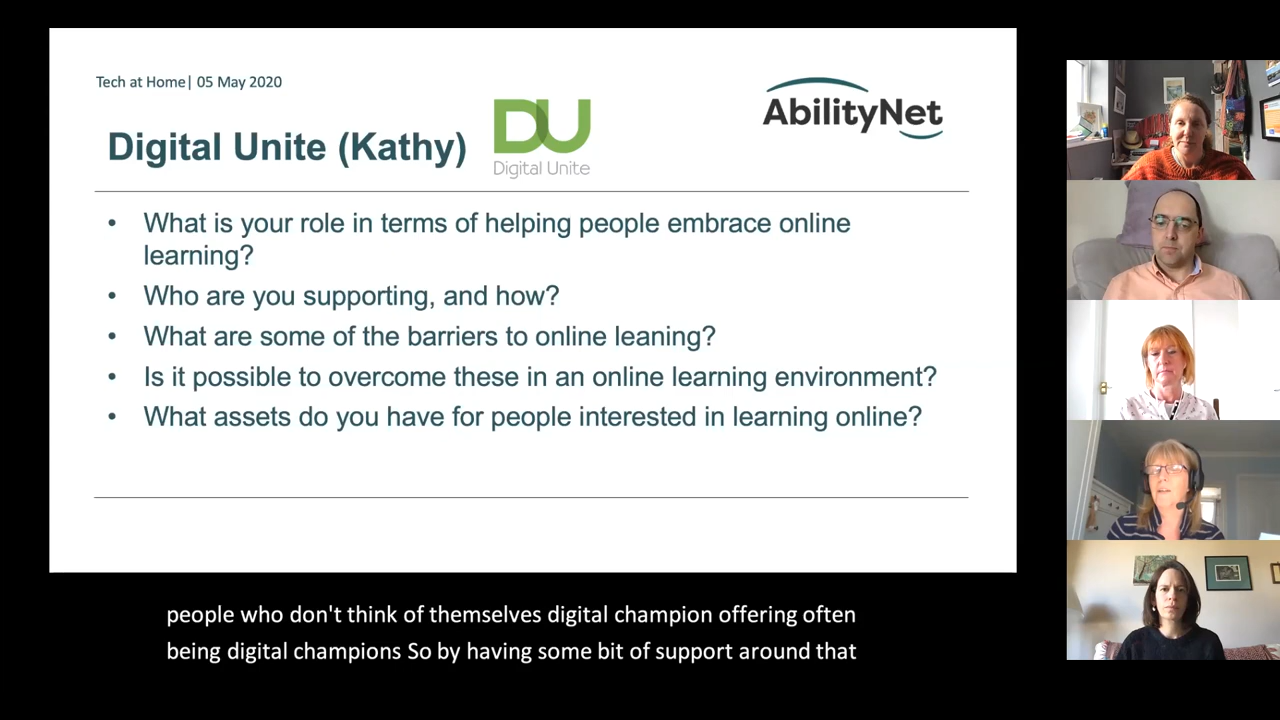 Tech at Home| 05 May 2020
Digital Unite (Kathy)
DU
Digital Unite
AbilityNet
• What is your role in terms of helping people embrace online
learning?
• Who are you supporting, and how?
• What are some of the barriers to online leaning?
• Is it possible to overcome these in an online learning environment?
• What assets do you have for people interested in learning online?
people who don't think of themselves digital champion offering often
being digital champions So by having some bit of support around that